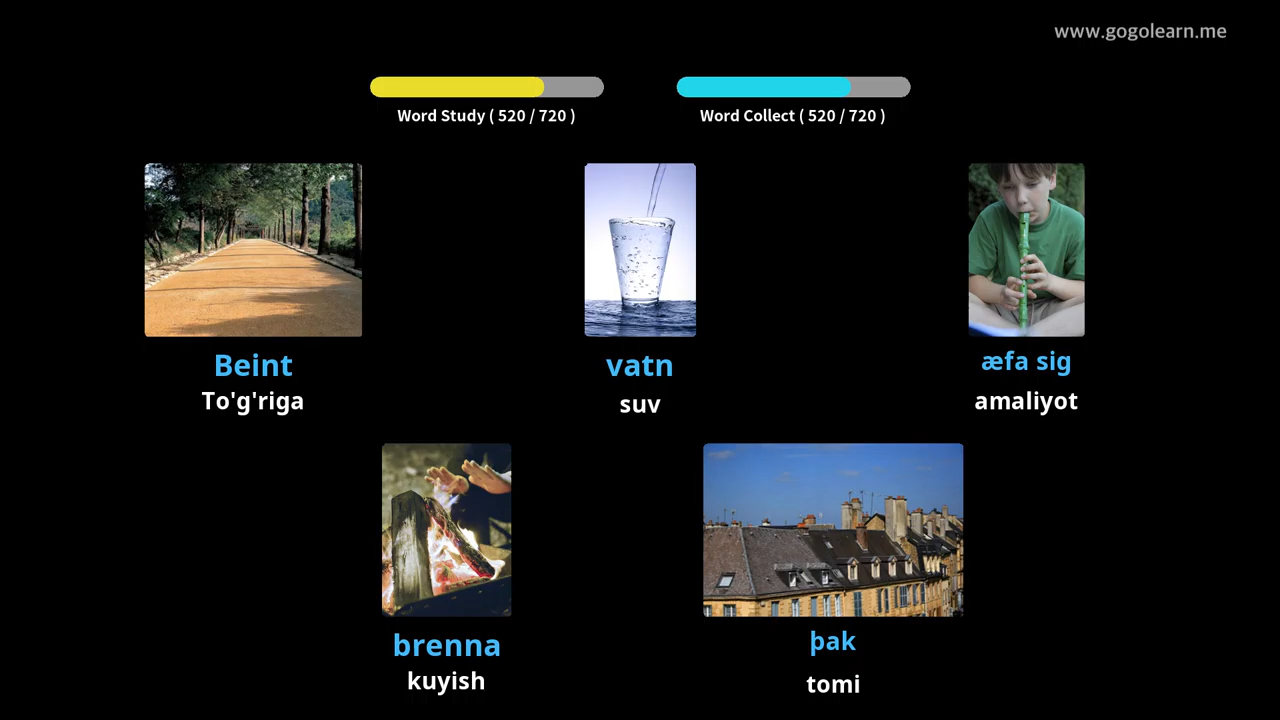 www.gogolearn.me
Word Study ( 520 / 720 )
Word Collect ( 520 / 720 )
Beint
To'g'riga
vatn
suv
æfa sig
amaliyot
brenna
kuyish
þak
tomi